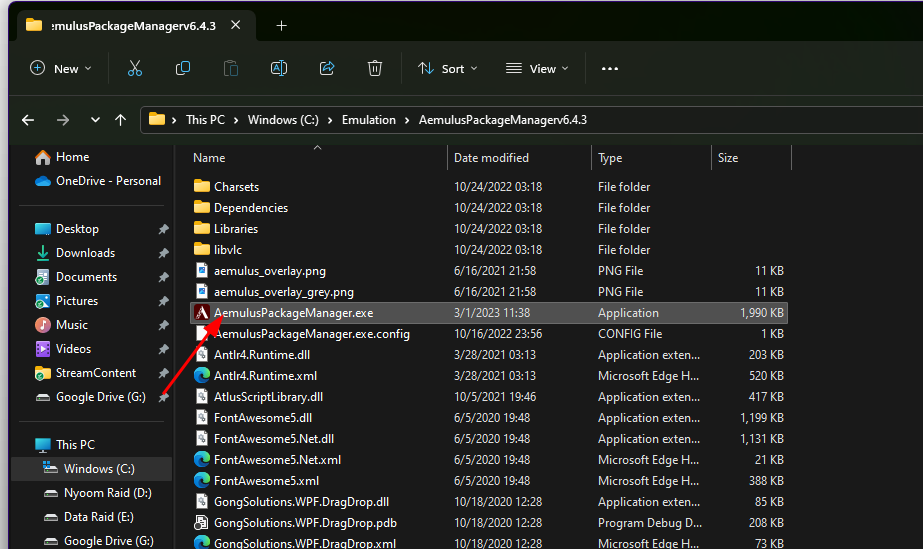 emulusPackageManagerv6.4.3
New
Sort
View
This PC > Windows (C:) > Emulation > AemulusPackageManagerv6.4.3
Home
OneDrive - Personal
Desktop
Downloads
Documents
Pictures
Music
Videos
StreamContent
Google Drive (G:)
This PC
Windows (C:)
Nyoom Raid (D:)
Data Raid (E:)
Google Drive (G:)
Name Date modified Type Size
Charsets 10/24/2022 03:18 File folder
Dependencies 10/24/2022 03:18 File folder
Libraries 10/24/2022 03:18 File folder
libvlc 10/24/2022 03:18 File folder
aemulus_overlay.png 6/16/2021 21:58 PNG File 11 KB
aemulus_overlay_grey.png 6/16/2021 21:58 PNG File 11 KB
AemulusPackageManager.exe 3/1/2023 11:38 Application 1,990 KB
AemulusPackageManager.exe.config 10/16/2022 23:56 CONFIG File 1 KB
Antlr4.Runtime.dll 3/28/2021 03:13 Application exten... 203 KB
Antlr4.Runtime.xml 3/28/2021 03:13 Microsoft Edge H... 520 KB
AtlusScriptLibrary.dll 10/5/2021 19:46 Application exten... 417 KB
FontAwesome5.dll 6/5/2020 19:48 Application exten... 1,199 KB
FontAwesome5.Net.dll 6/5/2020 19:48 Application exten... 1,131 KB
FontAwesome5.Net.xml 6/5/2020 19:48 Microsoft Edge H... 21 KB
FontAwesome5.xml 6/5/2020 19:48 Microsoft Edge H... 388 KB
GongSolutions.WPF.DragDrop.dll 10/18/2020 12:28 Application exten... 85 KB
GongSolutions.WPF.DragDrop.pdb 10/18/2020 12:28 Program Debug D... 208 KB
GongSolutions.WPF.DragDrop.xml 10/18/2020 12:28 Microsoft Edge H... 73 KB